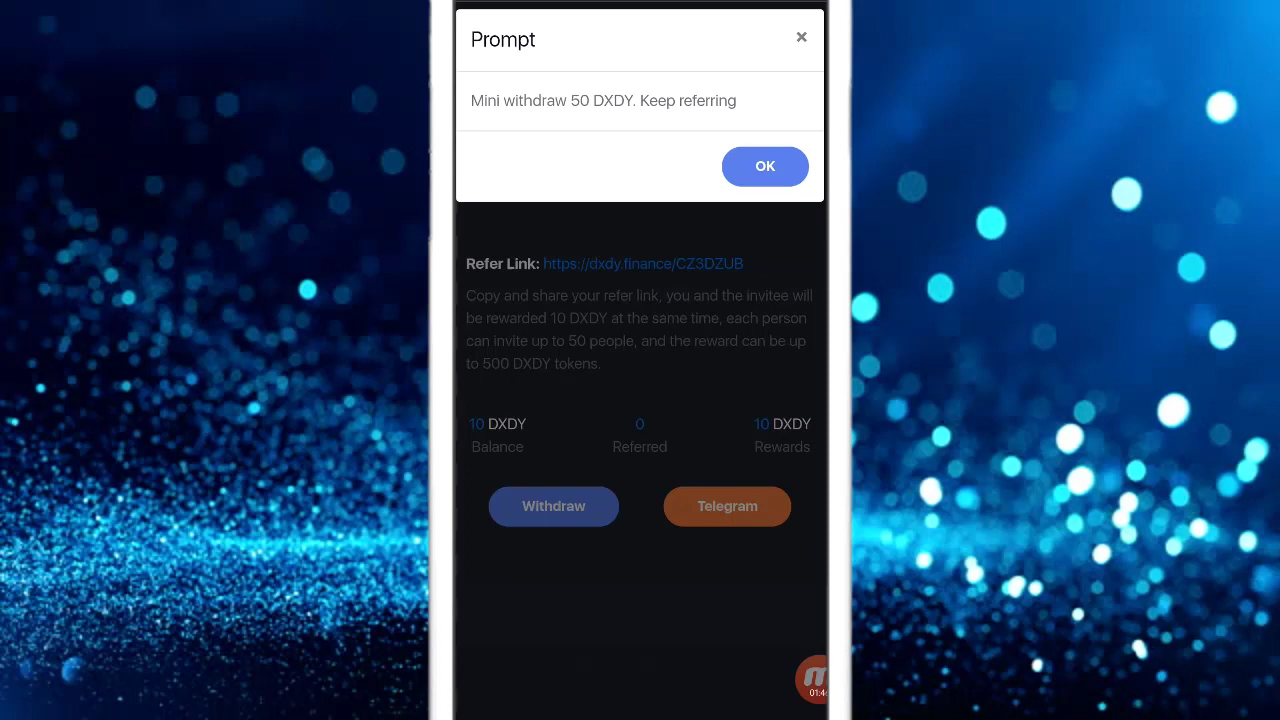 Prompt
×
Mini withdraw 50 DXDY. Keep referring
OK
Refer Link: https://dxdy.finance/CZ3DZUB
Copy and share your refer link, you and the invitee will
be rewarded 10 DXDY at the same time, each person
can invite up to 50 people, and the reward can be up
to 500 DXDY tokens.
10 DXDY 0 10 DXDY
Balance Referred Rewards
Withdraw Telegram